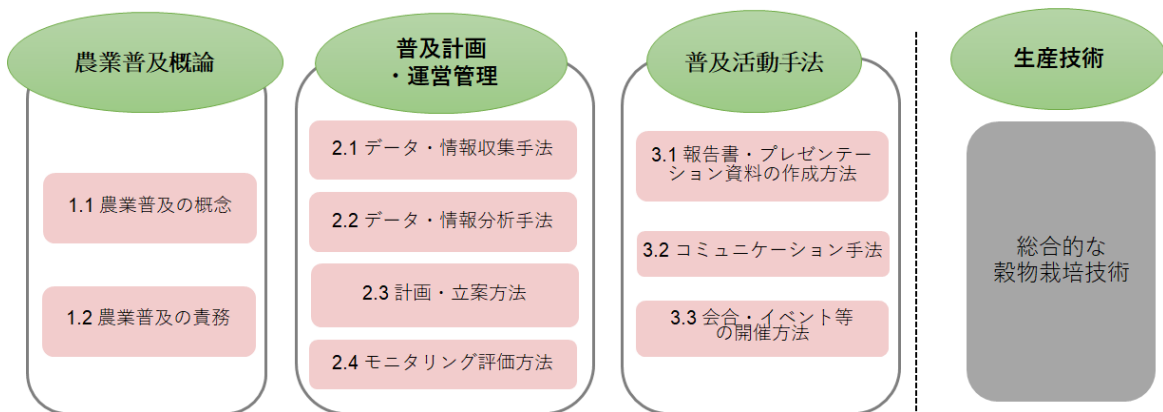 農業普及概論
1.1 農業普及の概念
1.2 農業普及の責務
普及計画
・運営管理
2.1 データ・情報収集手法
2.2 データ・情報分析手法
2.3 計画・立案方法
2.4 モニタリング評価方法
普及活動手法
3.1 報告書・プレゼンテー
ション資料の作成方法
3.2 コミュニケーション手法
3.3 会合・イベント等
の開催方法
生産技術
総合的な
穀物栽培技術